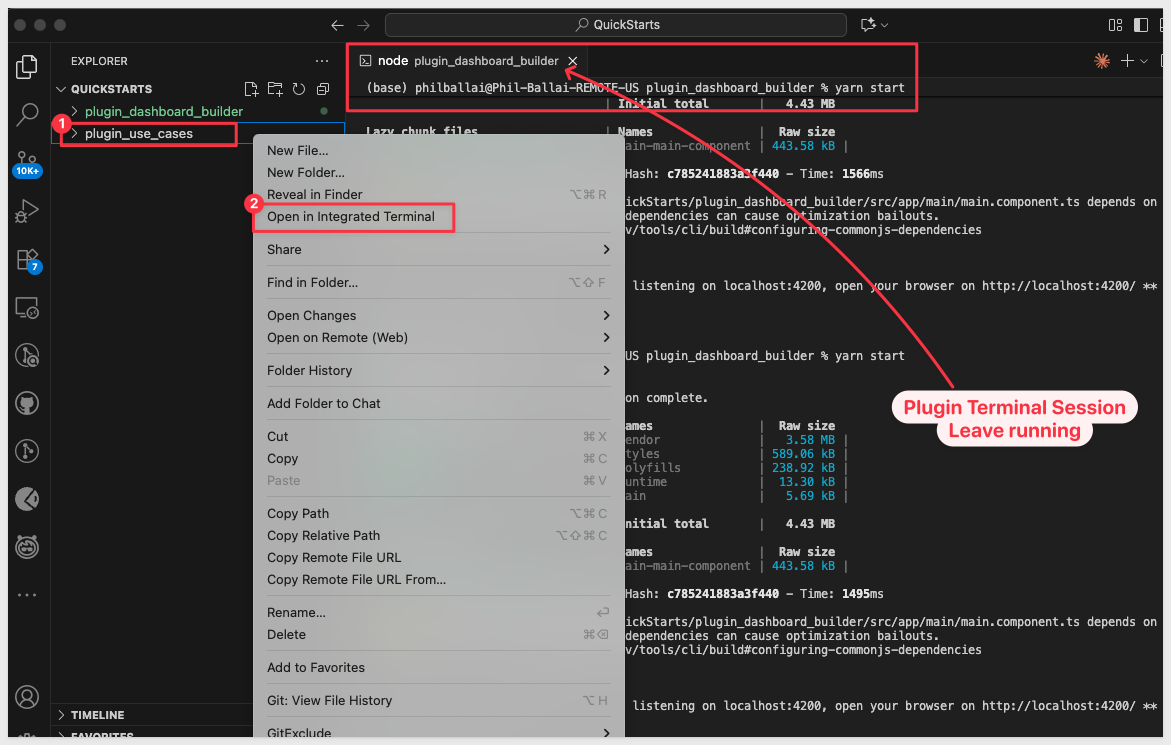 QuickStarts
EXPLORER
QUICKSTARTS
plugin_dashboard_builder
1
plugin_use_cases
10K+
7
TIMELINE
FAVORITES
New File...
New Folder...
Reveal in Finder ⌥⌘R
2
Open in Integrated Terminal
Share
Find in Folder... ⌥⇧F
Open Changes
Open on Remote (Web)
Folder History
Add Folder to Chat
Cut ⌘X
Copy ⌘C
Paste ⌘V
Copy Path ⌥⌘C
Copy Relative Path ⌥⇧⌘C
Copy Remote File URL
Copy Remote File URL From...
Rename...
Delete ⌘⌫
Add to Favorites
Git: View File History ⌥H
GitExclude
node plugin_dashboard_builder
(base) philballai@Phil-Ballai-REMOTE-US plugin_dashboard_builder % yarn start
| Initial total | 4.43 MB
Lazy chunk files | Names | Raw size
ain-main-component | 443.58 kB |
Hash: c785241883a3f440 - Time: 1566ms
ickStarts/plugin_dashboard_builder/src/app/main/main.component.ts depends on
dependencies can cause optimization bailouts.
v/tools/cli/build#configuring-commonjs-dependencies
listening on localhost:4200, open your browser on http://localhost:4200/ **
US plugin_dashboard_builder % yarn start
on complete.
ames | Raw size
endor | 3.58 MB |
tyles | 589.06 kB |
olyfills | 238.92 kB |
untime | 13.30 kB |
ain | 5.69 kB |
nitial total | 4.43 MB
ames | Raw size
ain-main-component | 443.58 kB |
Hash: c785241883a3f440 - Time: 1495ms
ickStarts/plugin_dashboard_builder/src/app/main/main.component.ts depends on
dependencies can cause optimization bailouts.
v/tools/cli/build#configuring-commonjs-dependencies
listening on localhost:4200, open your browser on http://localhost:4200/ **
Plugin Terminal Session
Leave running